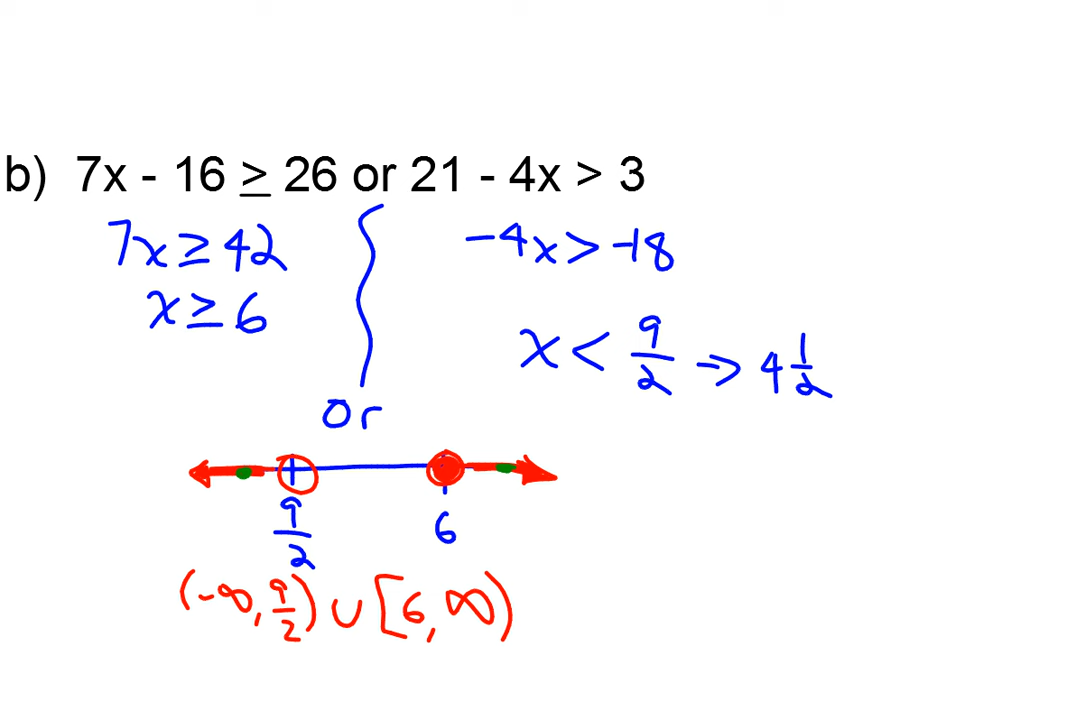 b) 7x - 16 ≥ 26 or 21 - 4x > 3
7x ≥ 42
-4x > -18
x ≥ 6
x < 9/2 → 4 1/2
Or
9/2
6
(-∞, 9/2) ∪ [6, ∞)